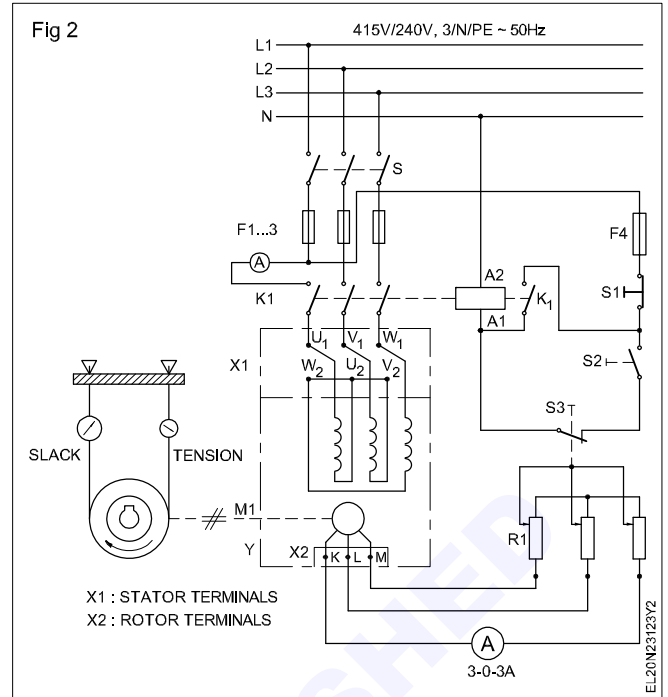 Fig 2
415V/240V, 3/N/PE ~ 50Hz
L1
L2
L3
N
S
F1...3
F4
A
A2
K1
K1
S1
A1
U1 V1 W1
X1
W2 U2 V2
S2
S3
SLACK
TENSION
M1
R1
Y
X2
K L M
X1 : STATOR TERMINALS
X2 : ROTOR TERMINALS
A
3-0-3A
EL20N23123Y2
SHED